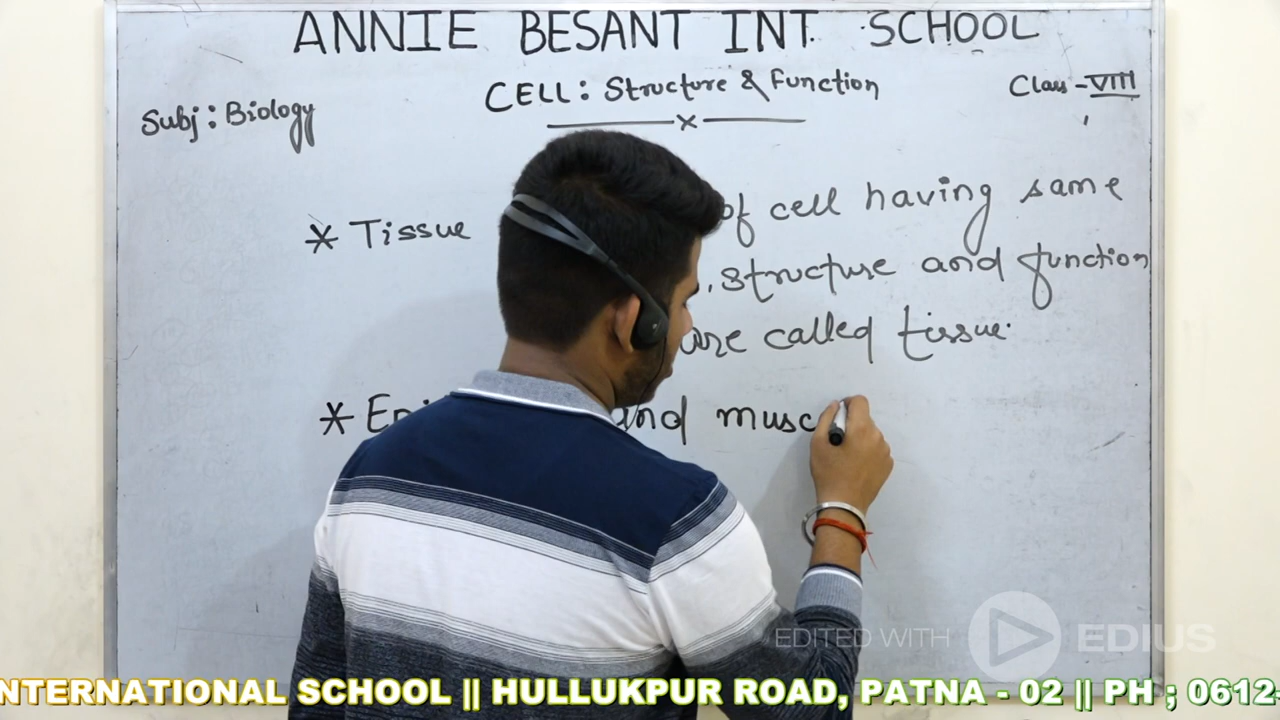 ANNIE BESANT INT. SCHOOL
Subj : Biology
CELL : Structure & Function
Class - VIII
* Tissue of cell having same
, structure and function
are called tissue.
* and musc
EDITED WITH EDIUS
NTERNATIONAL SCHOOL || HULLUKPUR ROAD, PATNA - 02 || PH ; 0612-